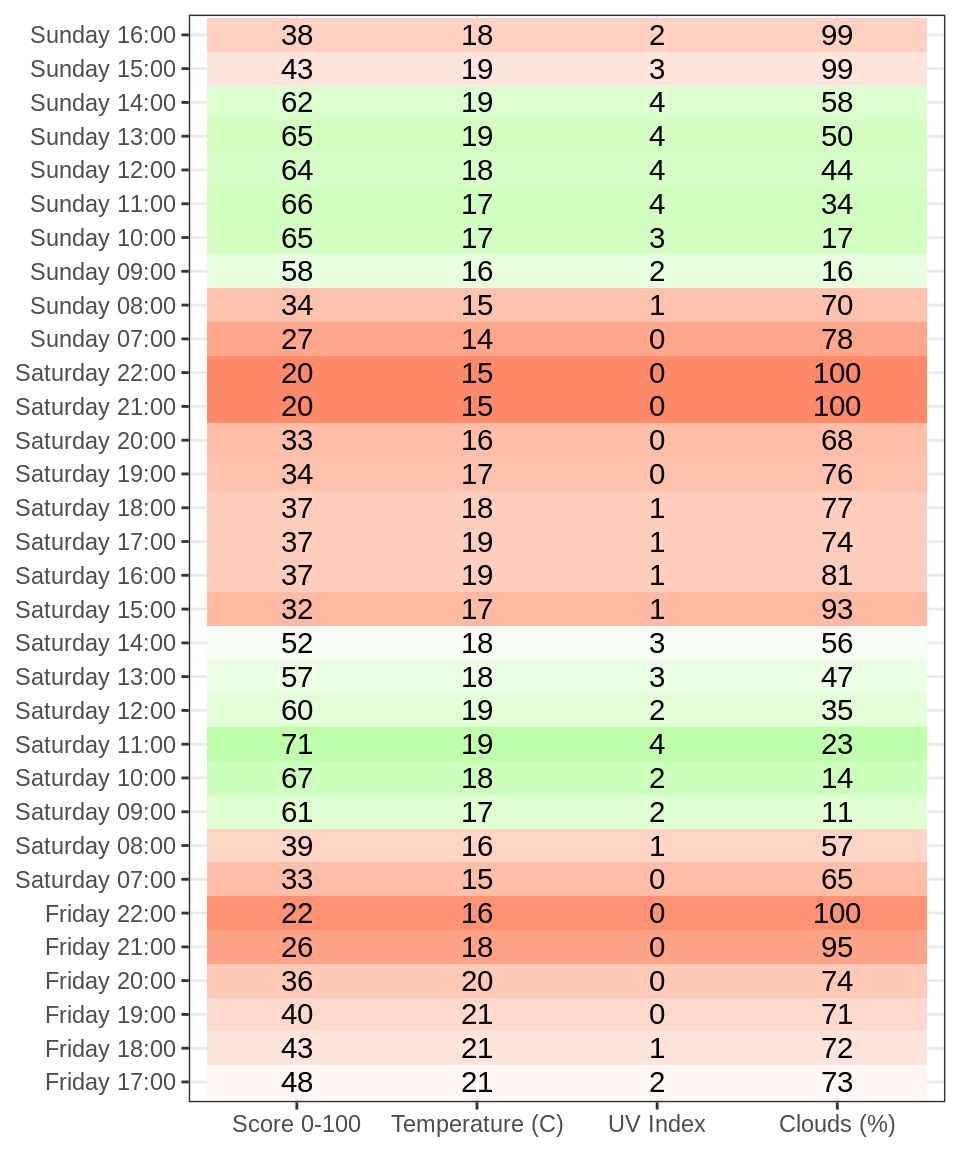 Sunday 16:00 38 18 2 99
Sunday 15:00 43 19 3 99
Sunday 14:00 62 19 4 58
Sunday 13:00 65 19 4 50
Sunday 12:00 64 18 4 44
Sunday 11:00 66 17 4 34
Sunday 10:00 65 17 3 17
Sunday 09:00 58 16 2 16
Sunday 08:00 34 15 1 70
Sunday 07:00 27 14 0 78
Saturday 22:00 20 15 0 100
Saturday 21:00 20 15 0 100
Saturday 20:00 33 16 0 68
Saturday 19:00 34 17 0 76
Saturday 18:00 37 18 1 77
Saturday 17:00 37 19 1 74
Saturday 16:00 37 19 1 81
Saturday 15:00 32 17 1 93
Saturday 14:00 52 18 3 56
Saturday 13:00 57 18 3 47
Saturday 12:00 60 19 2 35
Saturday 11:00 71 19 4 23
Saturday 10:00 67 18 2 14
Saturday 09:00 61 17 2 11
Saturday 08:00 39 16 1 57
Saturday 07:00 33 15 0 65
Friday 22:00 22 16 0 100
Friday 21:00 26 18 0 95
Friday 20:00 36 20 0 74
Friday 19:00 40 21 0 71
Friday 18:00 43 21 1 72
Friday 17:00 48 21 2 73
Score 0-100 Temperature (C) UV Index Clouds (%)